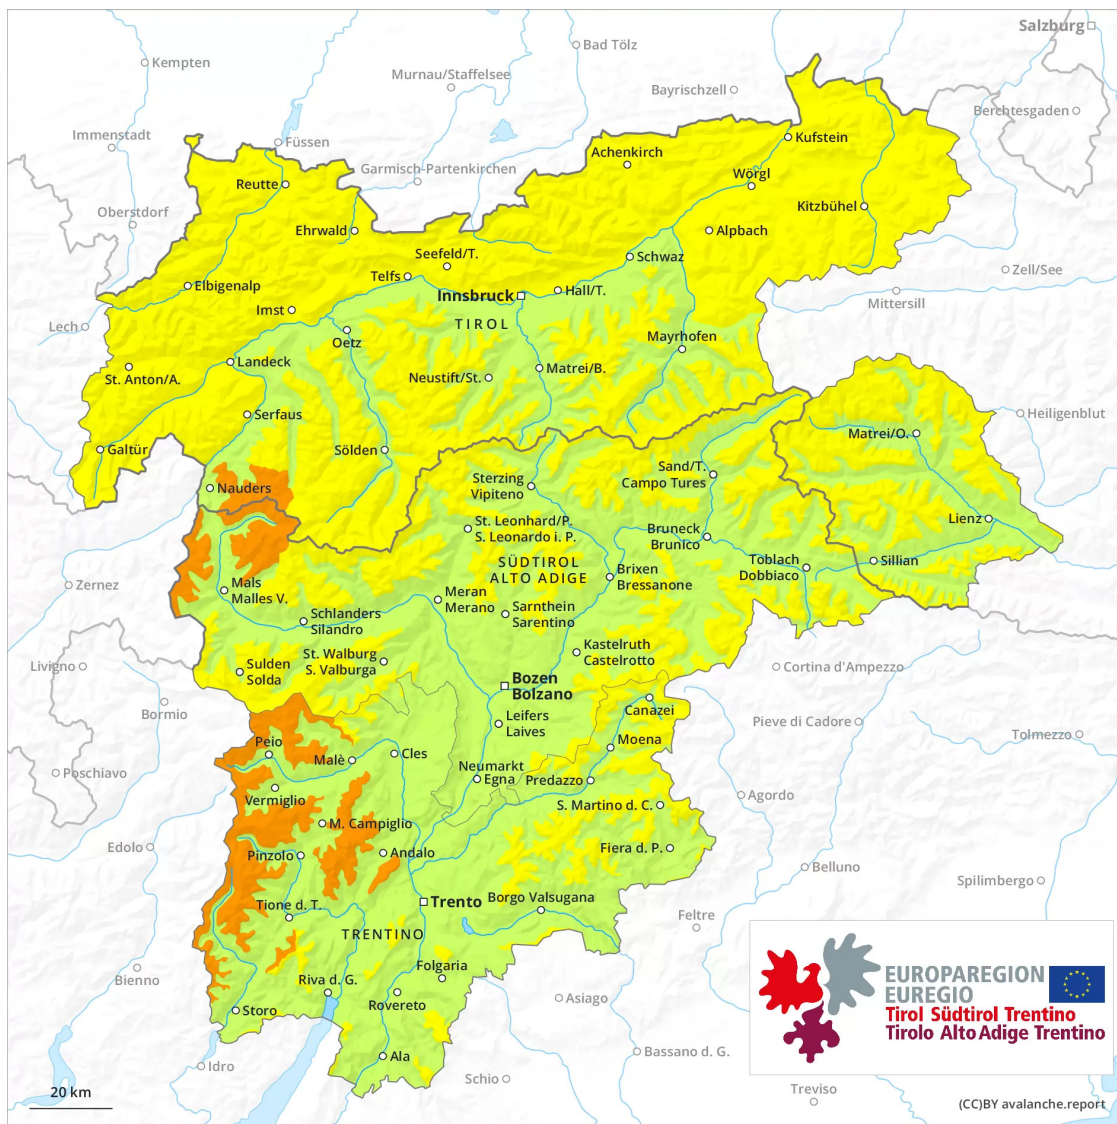 Salzburg
Bad Tölz
Kempten
Murnau/Staffelsee
Bayrischzell
Berchtesgaden
Immenstadt
Füssen
Kufstein
Achenkirch
Garmisch-Partenkirchen
Wörgl
Reutte
Kitzbühel
Oberstdorf
Ehrwald
Alpbach
Seefeld/T.
Schwaz
Zell/See
Telfs
Elbigenalp
Hall/T.
Innsbruck
Mittersill
Imst
TIROL
Lech
Oetz
Mayrhofen
Landeck
Matrei/B.
St. Anton/A.
Neustift/St.
Serfaus
Heiligenblut
Matrei/O.
Galtür
Sölden
Sand/T.
Campo Tures
Sterzing
Vipiteno
Nauders
Lienz
St. Leonhard/P.
S. Leonardo i. P.
Bruneck
Brunico
SÜDTIROL
ALTO ADIGE
Toblach
Dobbiaco
Sillian
Brixen
Bressanone
Zernez
Mals
Malles V.
Meran
Merano
Sarnthein
Sarentino
Schlanders
Silandro
Kastelruth
Castelrotto
St. Walburg
S. Valburga
Livigno
Sulden
Solda
Cortina d'Ampezzo
Bozen
Bolzano
Bormio
Canazei
Leifers
Laives
Pieve di Cadore
Tolmezzo
Peio
Moena
Malè
Cles
Poschiavo
Neumarkt
Egna
Predazzo
Vermiglio
Agordo
S. Martino d. C.
M. Campiglio
Edolo
Fiera d. P.
Pinzolo
Andalo
Belluno
Spilimbergo
Borgo Valsugana
Trento
Tione d. T.
Feltre
TRENTINO
Folgaria
Bienno
Riva d. G.
Rovereto
Asiago
Storo
Ala
Bassano d. G.
Idro
Schio
Treviso
EUROPAREGION
EUREGIO
Tirol Südtirol Trentino
Tirolo Alto Adige Trentino
20 km
(CC)BY avalanche.report